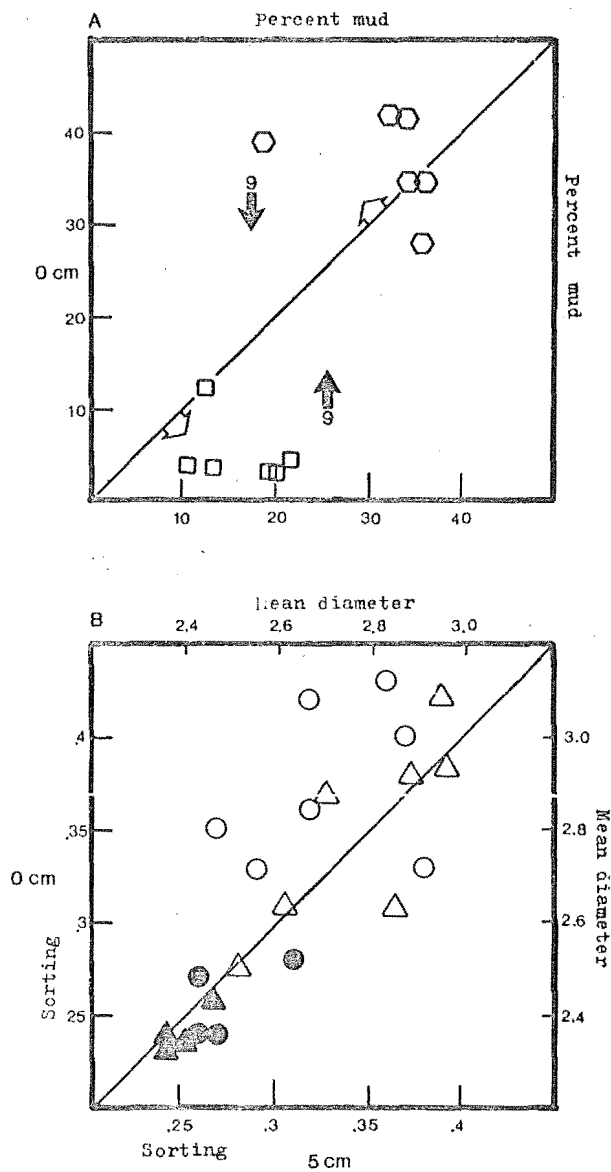 A
Percent mud
40
9
30
0 cm
Percent mud
20
10
9
10
20
30
40
B
Mean diameter
2,4
2,6
2,8
3,0
,4
3.0
,35
2.8
0 cm
Mean diameter
,3
2.6
Sorting
,25
2,4
,25
,3
,35
,4
Sorting
5 cm